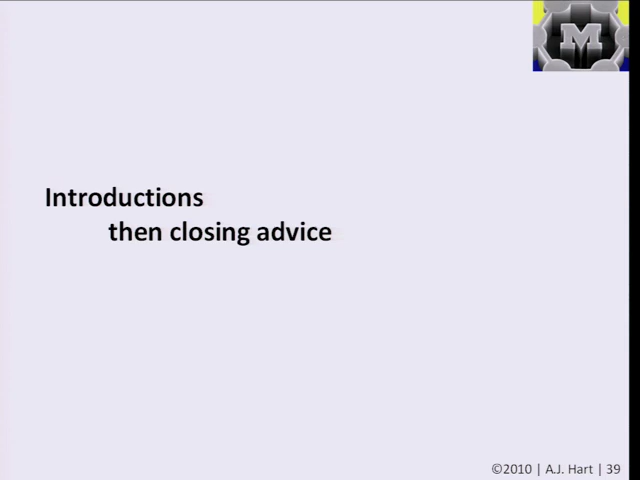 M
Introductions
then closing advice
©2010 | A.J. Hart | 39